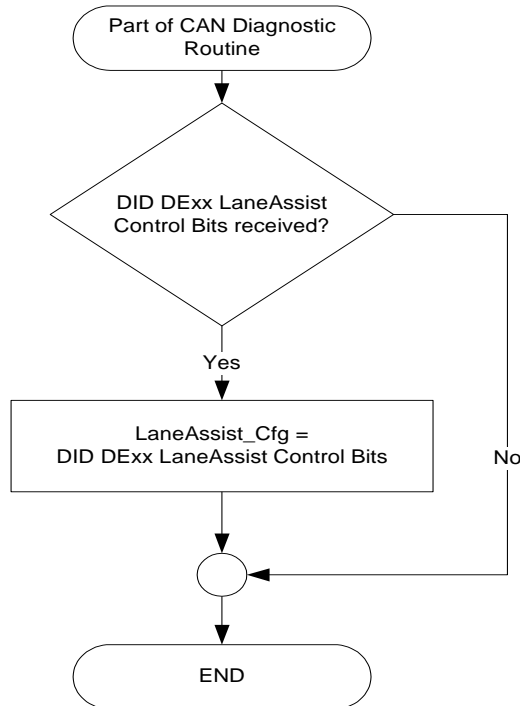 Part of CAN Diagnostic
Routine
DID DExx LaneAssist
Control Bits received?
Yes
LaneAssist_Cfg =
DID DExx LaneAssist Control Bits
No
END